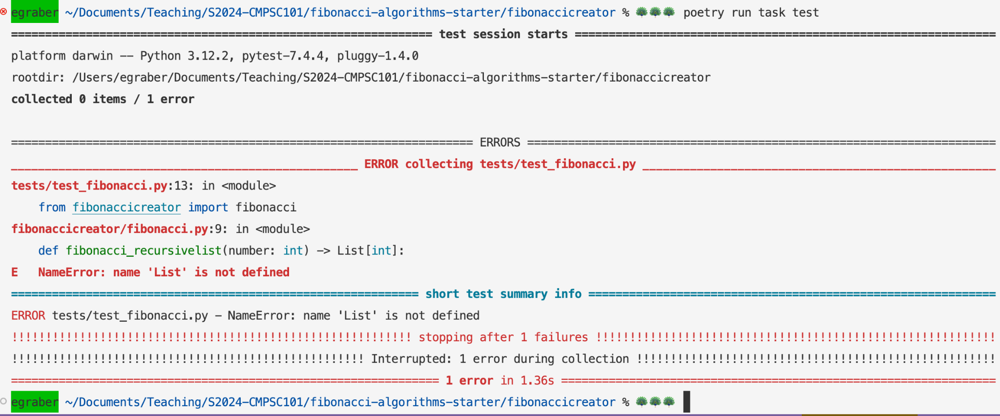 egraber ~/Documents/Teaching/S2024-CMPSC101/fibonacci-algorithms-starter/fibonaccicreator % 🦚🦚🦚 poetry run task test
============================================================== test session starts ==============================================================
platform darwin -- Python 3.12.2, pytest-7.4.4, pluggy-1.4.0
rootdir: /Users/egraber/Documents/Teaching/S2024-CMPSC101/fibonacci-algorithms-starter/fibonaccicreator
collected 0 items / 1 error
==================================================================== ERRORS =====================================================================
___________________________________________________ ERROR collecting tests/test_fibonacci.py ____________________________________________________
tests/test_fibonacci.py:13: in <module>
    from fibonaccicreator import fibonacci
fibonaccicreator/fibonacci.py:9: in <module>
    def fibonacci_recursivelist(number: int) -> List[int]:
E   NameError: name 'List' is not defined
============================================================ short test summary info ============================================================
ERROR tests/test_fibonacci.py - NameError: name 'List' is not defined
!!!!!!!!!!!!!!!!!!!!!!!!!!!!!!!!!!!!!!!!!!!!!!!!!!!!!!!!!!! stopping after 1 failures !!!!!!!!!!!!!!!!!!!!!!!!!!!!!!!!!!!!!!!!!!!!!!!!!!!!!!!!!!!
!!!!!!!!!!!!!!!!!!!!!!!!!!!!!!!!!!!!!!!!!!!!!!!!!!!! Interrupted: 1 error during collection !!!!!!!!!!!!!!!!!!!!!!!!!!!!!!!!!!!!!!!!!!!!!!!!!!!!!
=============================================================== 1 error in 1.36s ================================================================
egraber ~/Documents/Teaching/S2024-CMPSC101/fibonacci-algorithms-starter/fibonaccicreator % 🦚🦚🦚